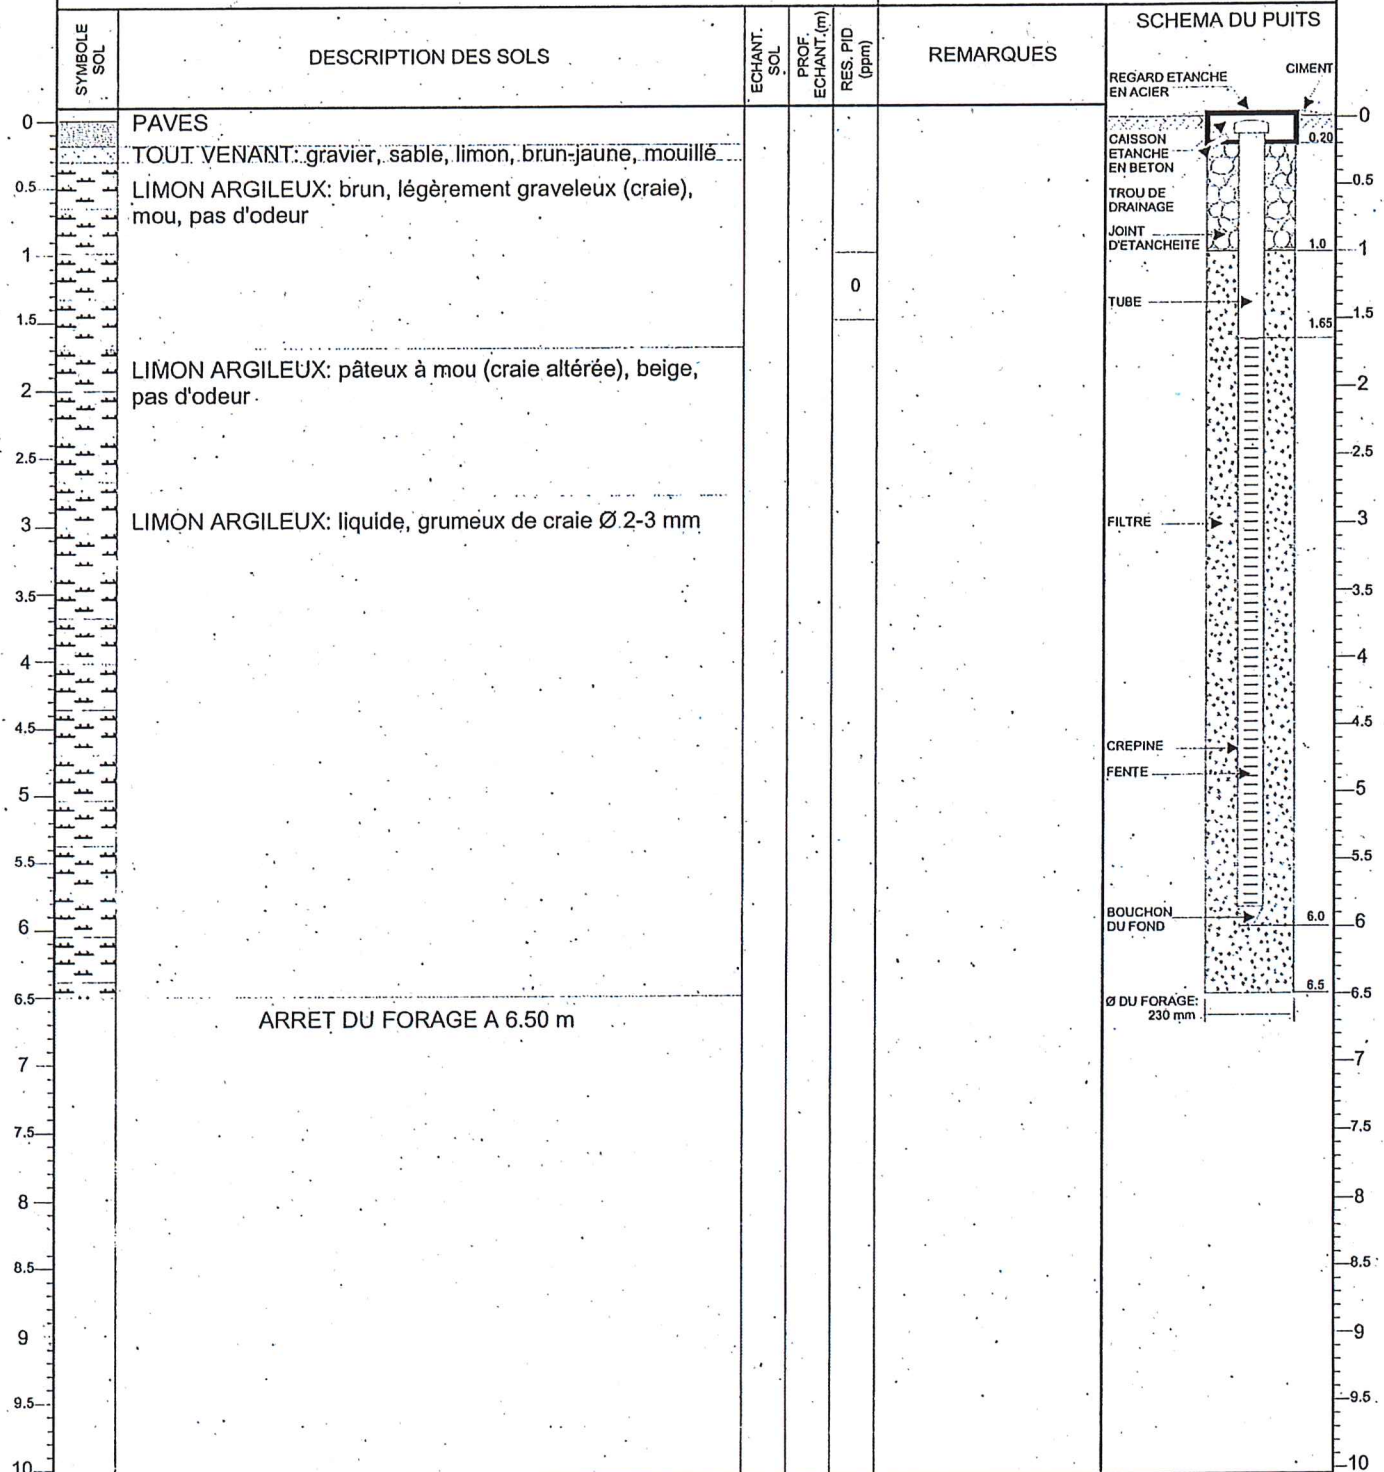 SYMBOLE
SOL
DESCRIPTION DES SOLS
ECHANT.
SOL
PROF.
ECHANT.(m)
RES. PID
(ppm)
REMARQUES
SCHEMA DU PUITS
REGARD ETANCHE
EN ACIER
CIMENT
0
0.5
1
1.5
2
2.5
3
3.5
4
4.5
5
5.5
6
6.5
7
7.5
8
8.5
9
9.5
10
PAVES
TOUT VENANT: gravier, sable, limon, brun-jaune, mouillé
LIMON ARGILEUX: brun, légèrement graveleux (craie),
mou, pas d'odeur
LIMON ARGILEUX: pâteux à mou (craie altérée), beige,
pas d'odeur
LIMON ARGILEUX: liquide, grumeux de craie Ø 2-3 mm
ARRET DU FORAGE A 6.50 m
0
CAISSON
ETANCHE
EN BETON
TROU DE
DRAINAGE
JOINT
D'ETANCHEITE
TUBE
FILTRE
CREPINE
FENTE
BOUCHON
DU FOND
Ø DU FORAGE:
230 mm
0.20
1.0
1.65
6.0
6.5
0
0.5
1
1.5
2
2.5
3
3.5
4
4.5
5
5.5
6
6.5
7
7.5
8
8.5
9
9.5
10